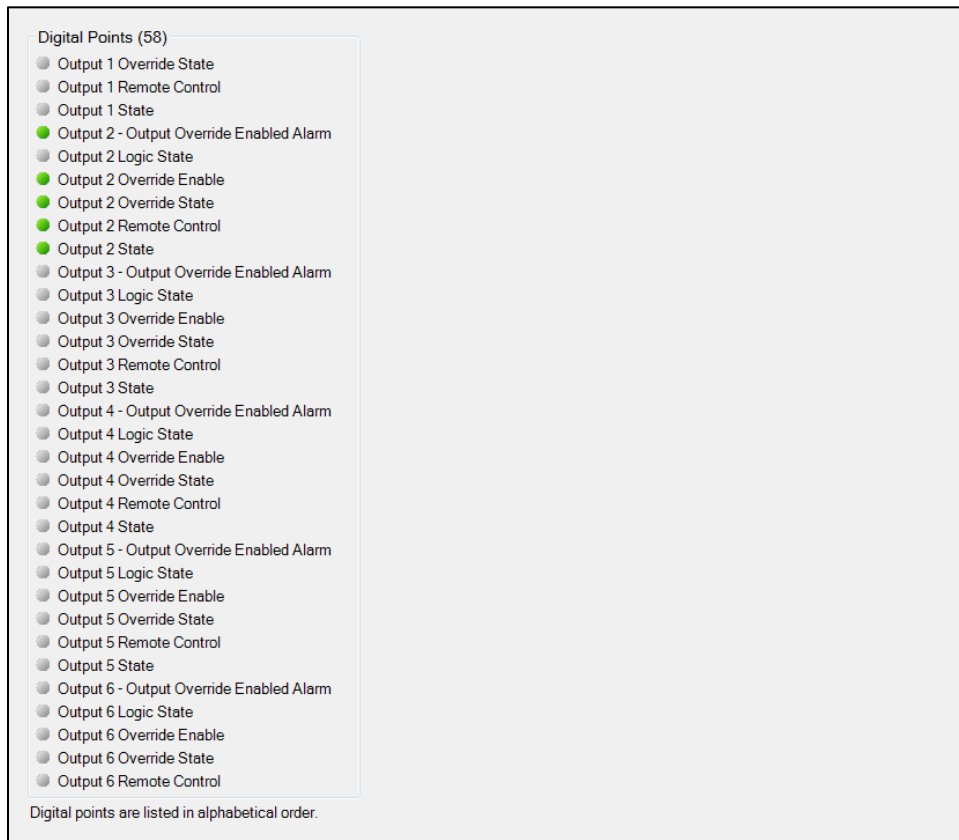 Digital Points (58)
Output 1 Override State
Output 1 Remote Control
Output 1 State
Output 2 - Output Override Enabled Alarm
Output 2 Logic State
Output 2 Override Enable
Output 2 Override State
Output 2 Remote Control
Output 2 State
Output 3 - Output Override Enabled Alarm
Output 3 Logic State
Output 3 Override Enable
Output 3 Override State
Output 3 Remote Control
Output 3 State
Output 4 - Output Override Enabled Alarm
Output 4 Logic State
Output 4 Override Enable
Output 4 Override State
Output 4 Remote Control
Output 4 State
Output 5 - Output Override Enabled Alarm
Output 5 Logic State
Output 5 Override Enable
Output 5 Override State
Output 5 Remote Control
Output 5 State
Output 6 - Output Override Enabled Alarm
Output 6 Logic State
Output 6 Override Enable
Output 6 Override State
Output 6 Remote Control
Digital points are listed in alphabetical order.